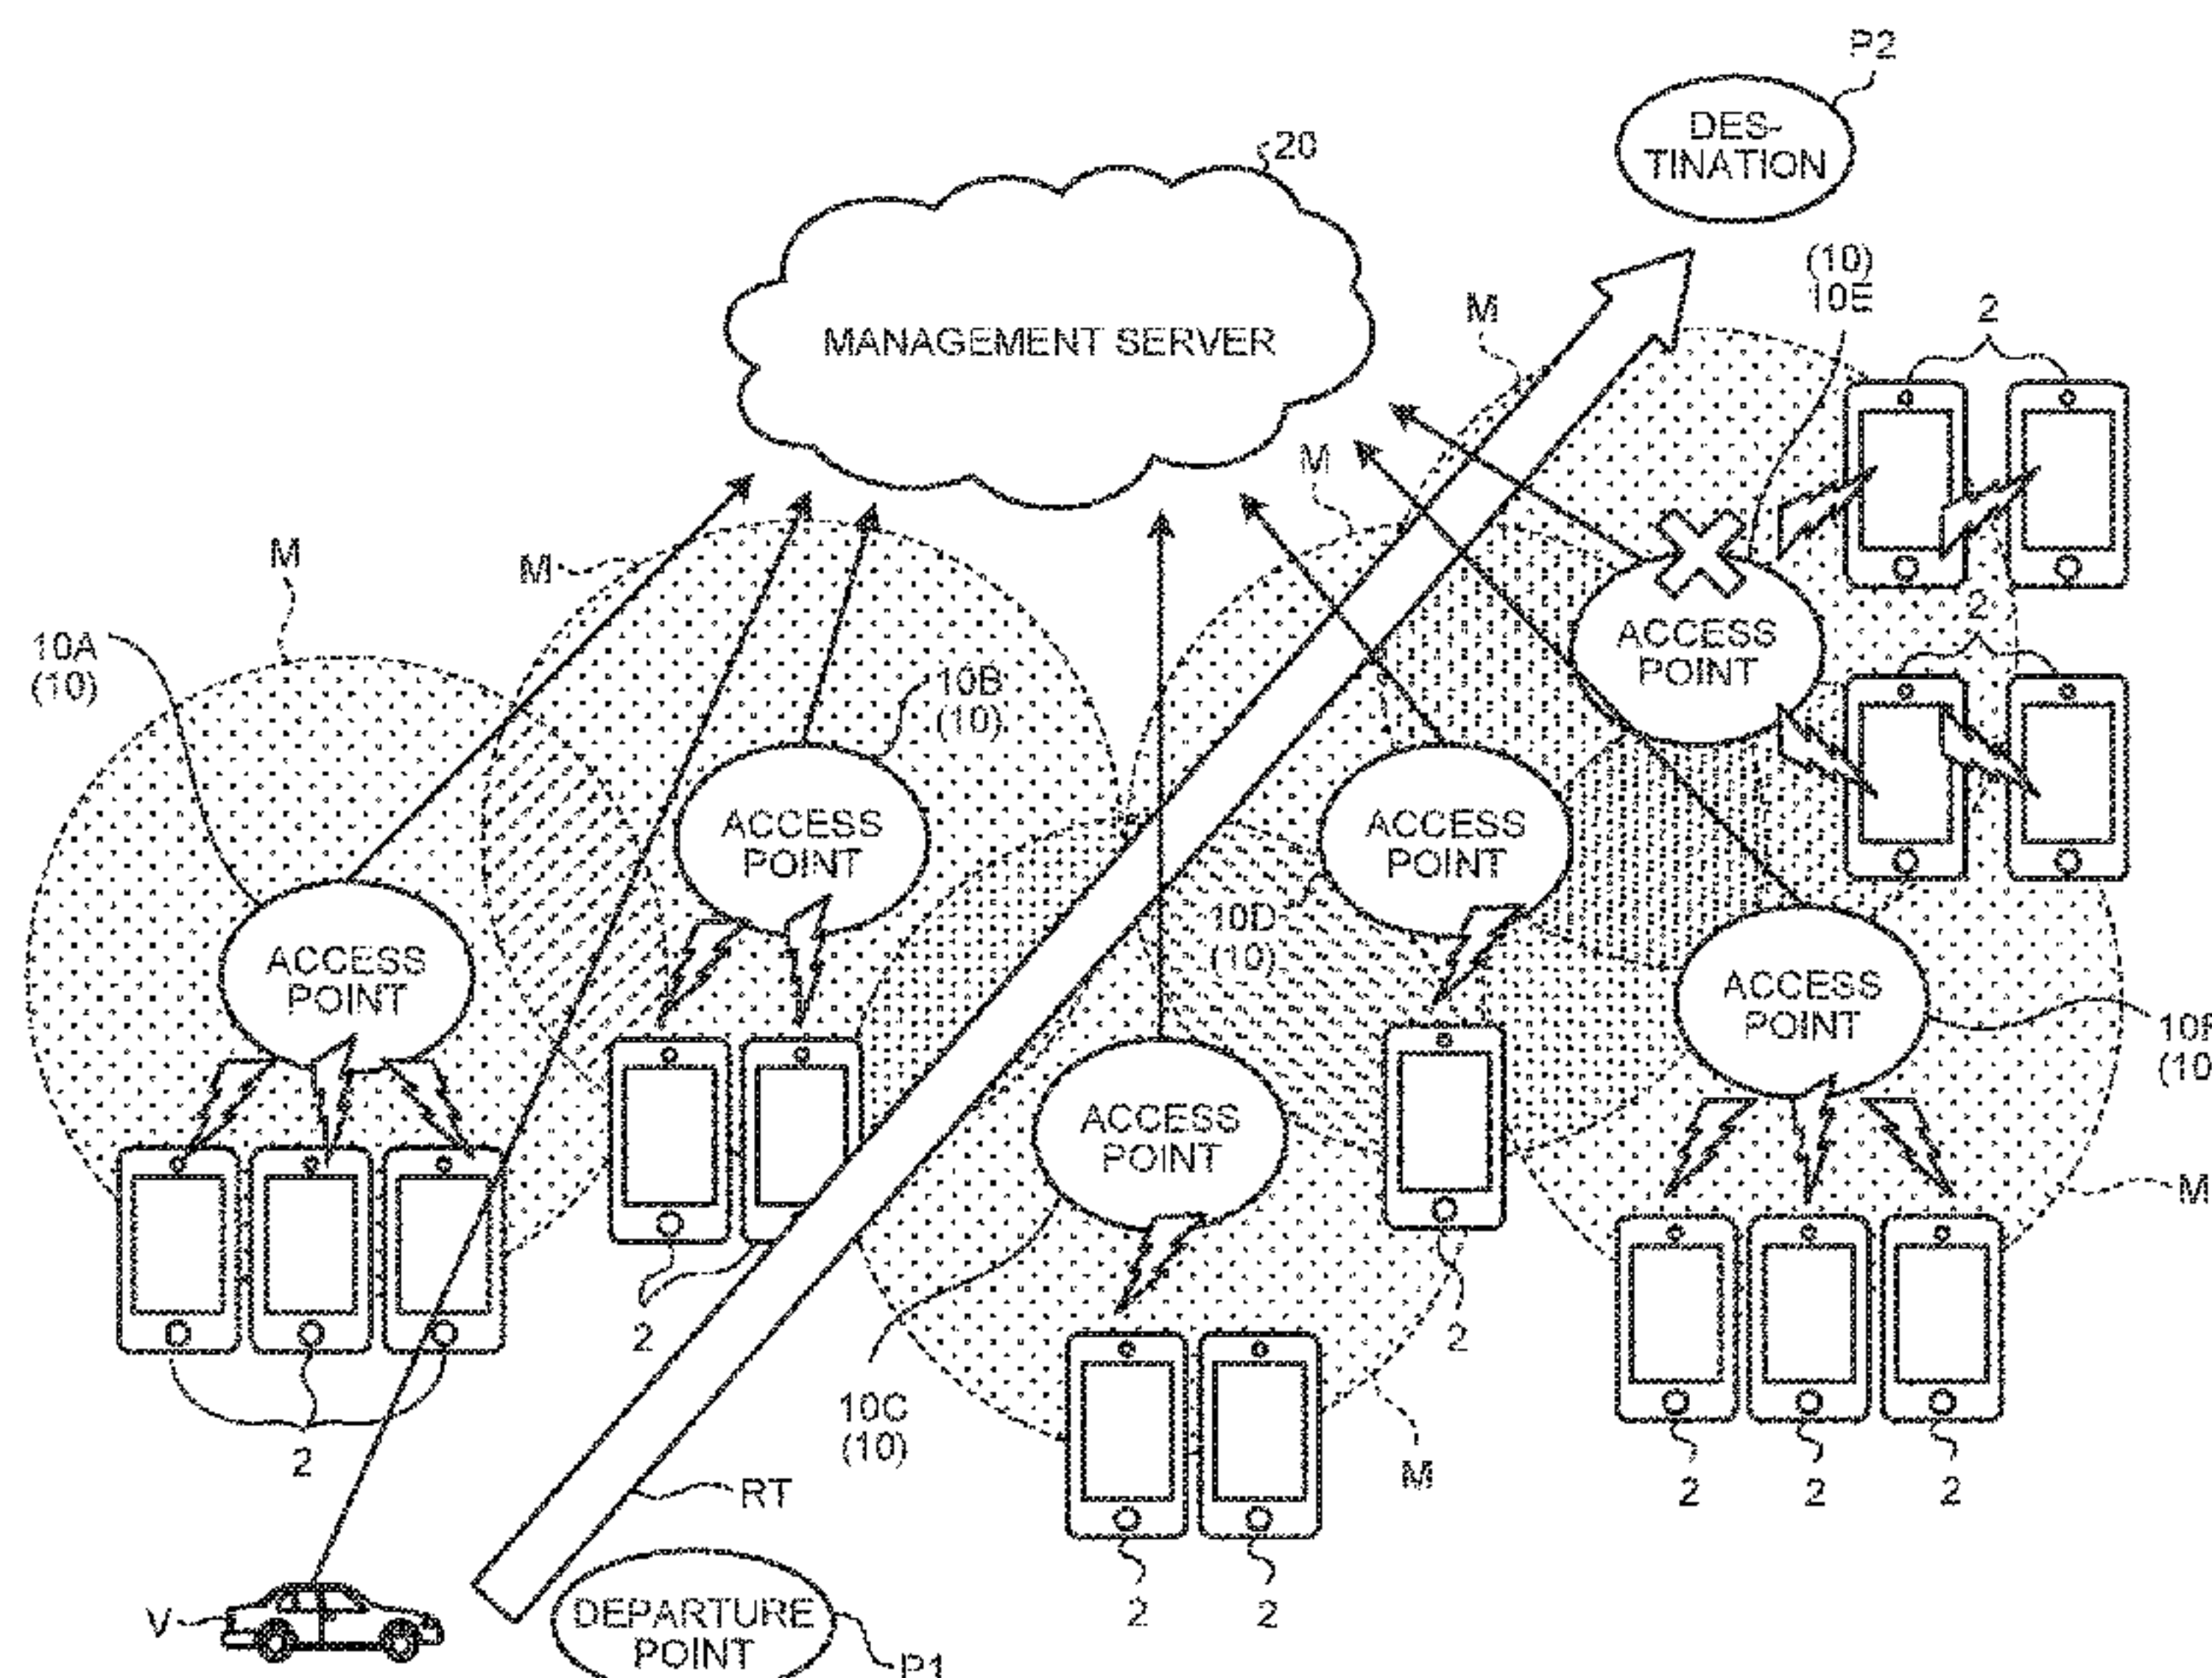 P2
DES-
TINATION
20
MANAGEMENT SERVER
(10)
10E
2
M
M
M
M
10A
(10)
10B
(10)
2
ACCESS
POINT
ACCESS
POINT
ACCESS
POINT
10D
(10)
ACCESS
POINT
ACCESS
POINT
ACCESS
POINT
(10
M
2
2
2
10C
(10)
M
2
2
2
RT
2
2
V
DEPARTURE
POINT
P1